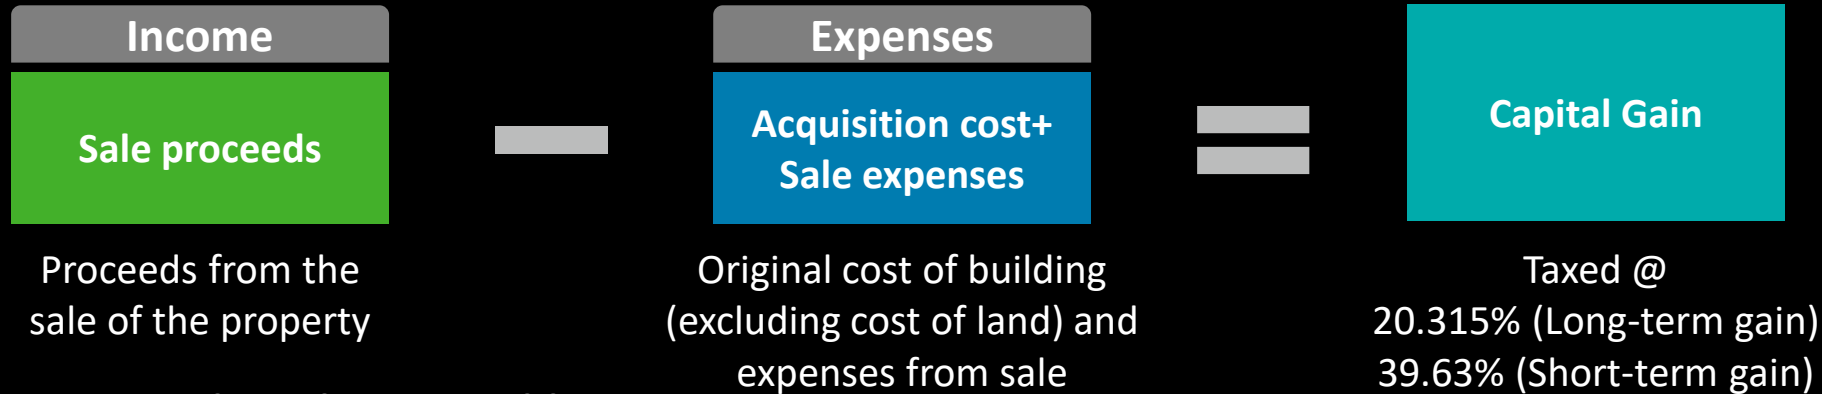 Income
Sale proceeds
Proceeds from the
sale of the property
Expenses
Acquisition cost+
Sale expenses
Original cost of building
(excluding cost of land) and
expenses from sale
Capital Gain
Taxed @
20.315% (Long-term gain)
39.63% (Short-term gain)